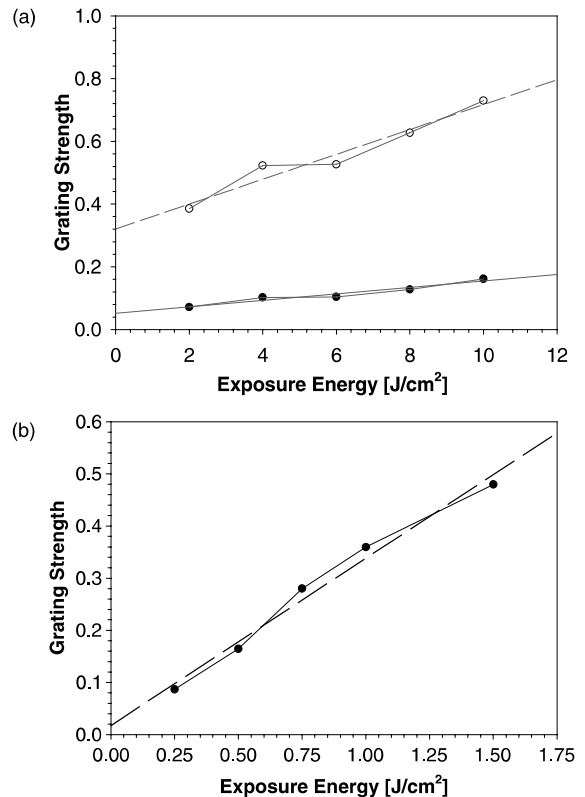 (a)
1.0
0.8
0.6
0.4
0.2
0.0
Grating Strength
0 2 4 6 8 10 12
Exposure Energy [J/cm²]
(b)
0.6
0.5
0.4
0.3
0.2
0.1
0.0
Grating Strength
0.00 0.25 0.50 0.75 1.00 1.25 1.50 1.75
Exposure Energy [J/cm²]